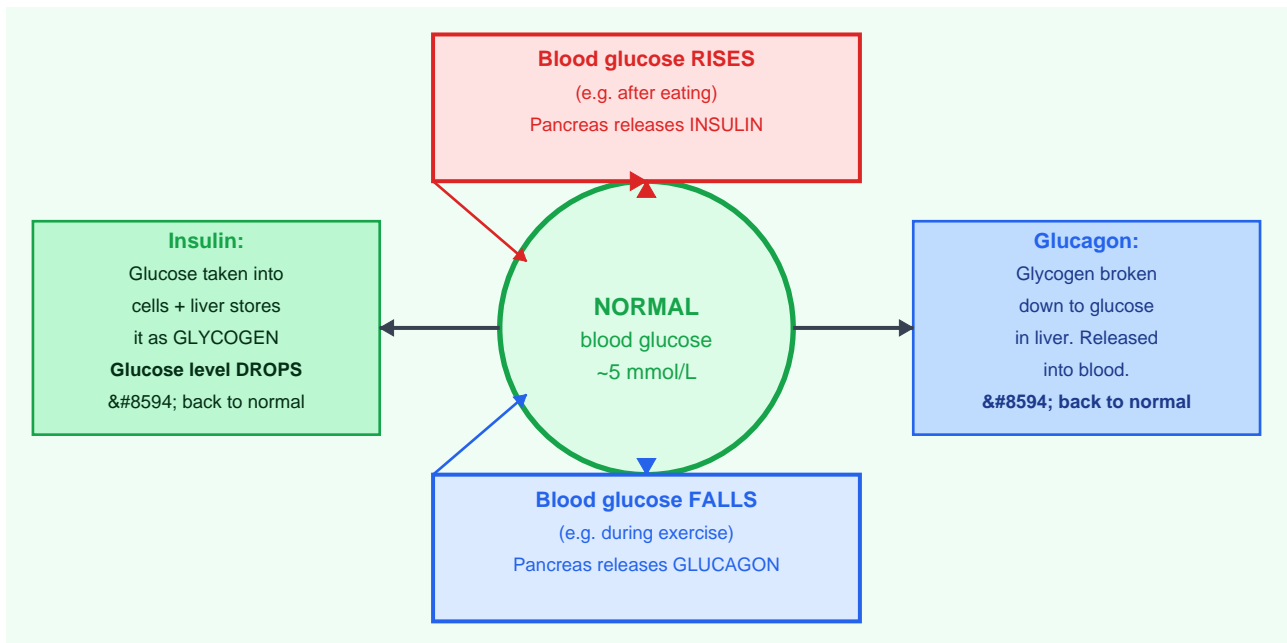 Blood glucose RISES
(e.g. after eating)
Pancreas releases INSULIN
Insulin:
Glucose taken into
cells + liver stores
it as GLYCOGEN
Glucose level DROPS
&#8594; back to normal
NORMAL
blood glucose
~5 mmol/L
Glucagon:
Glycogen broken
down to glucose
in liver. Released
into blood.
&#8594; back to normal
Blood glucose FALLS
(e.g. during exercise)
Pancreas releases GLUCAGON